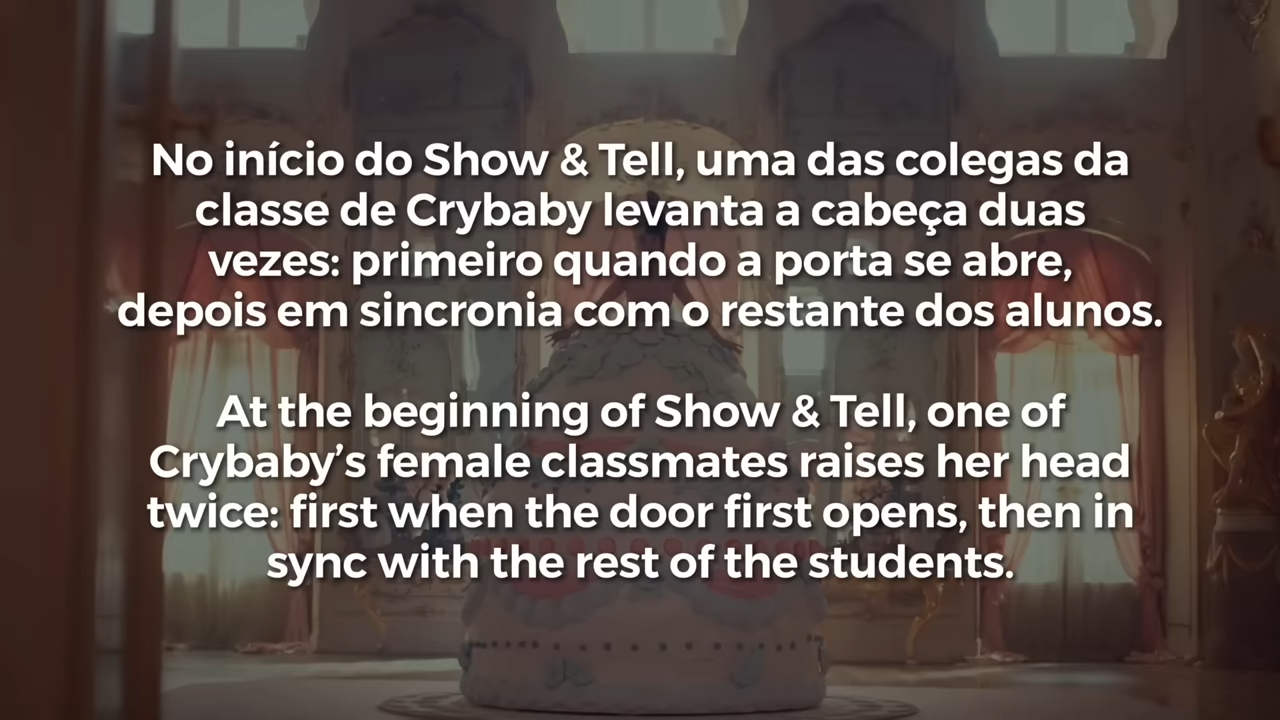 No início do Show & Tell, uma das colegas da
classe de Crybaby levanta a cabeça duas
vezes: primeiro quando a porta se abre,
depois em sincronia com o restante dos alunos.
At the beginning of Show & Tell, one of
Crybaby’s female classmates raises her head
twice: first when the door first opens, then in
sync with the rest of the students.